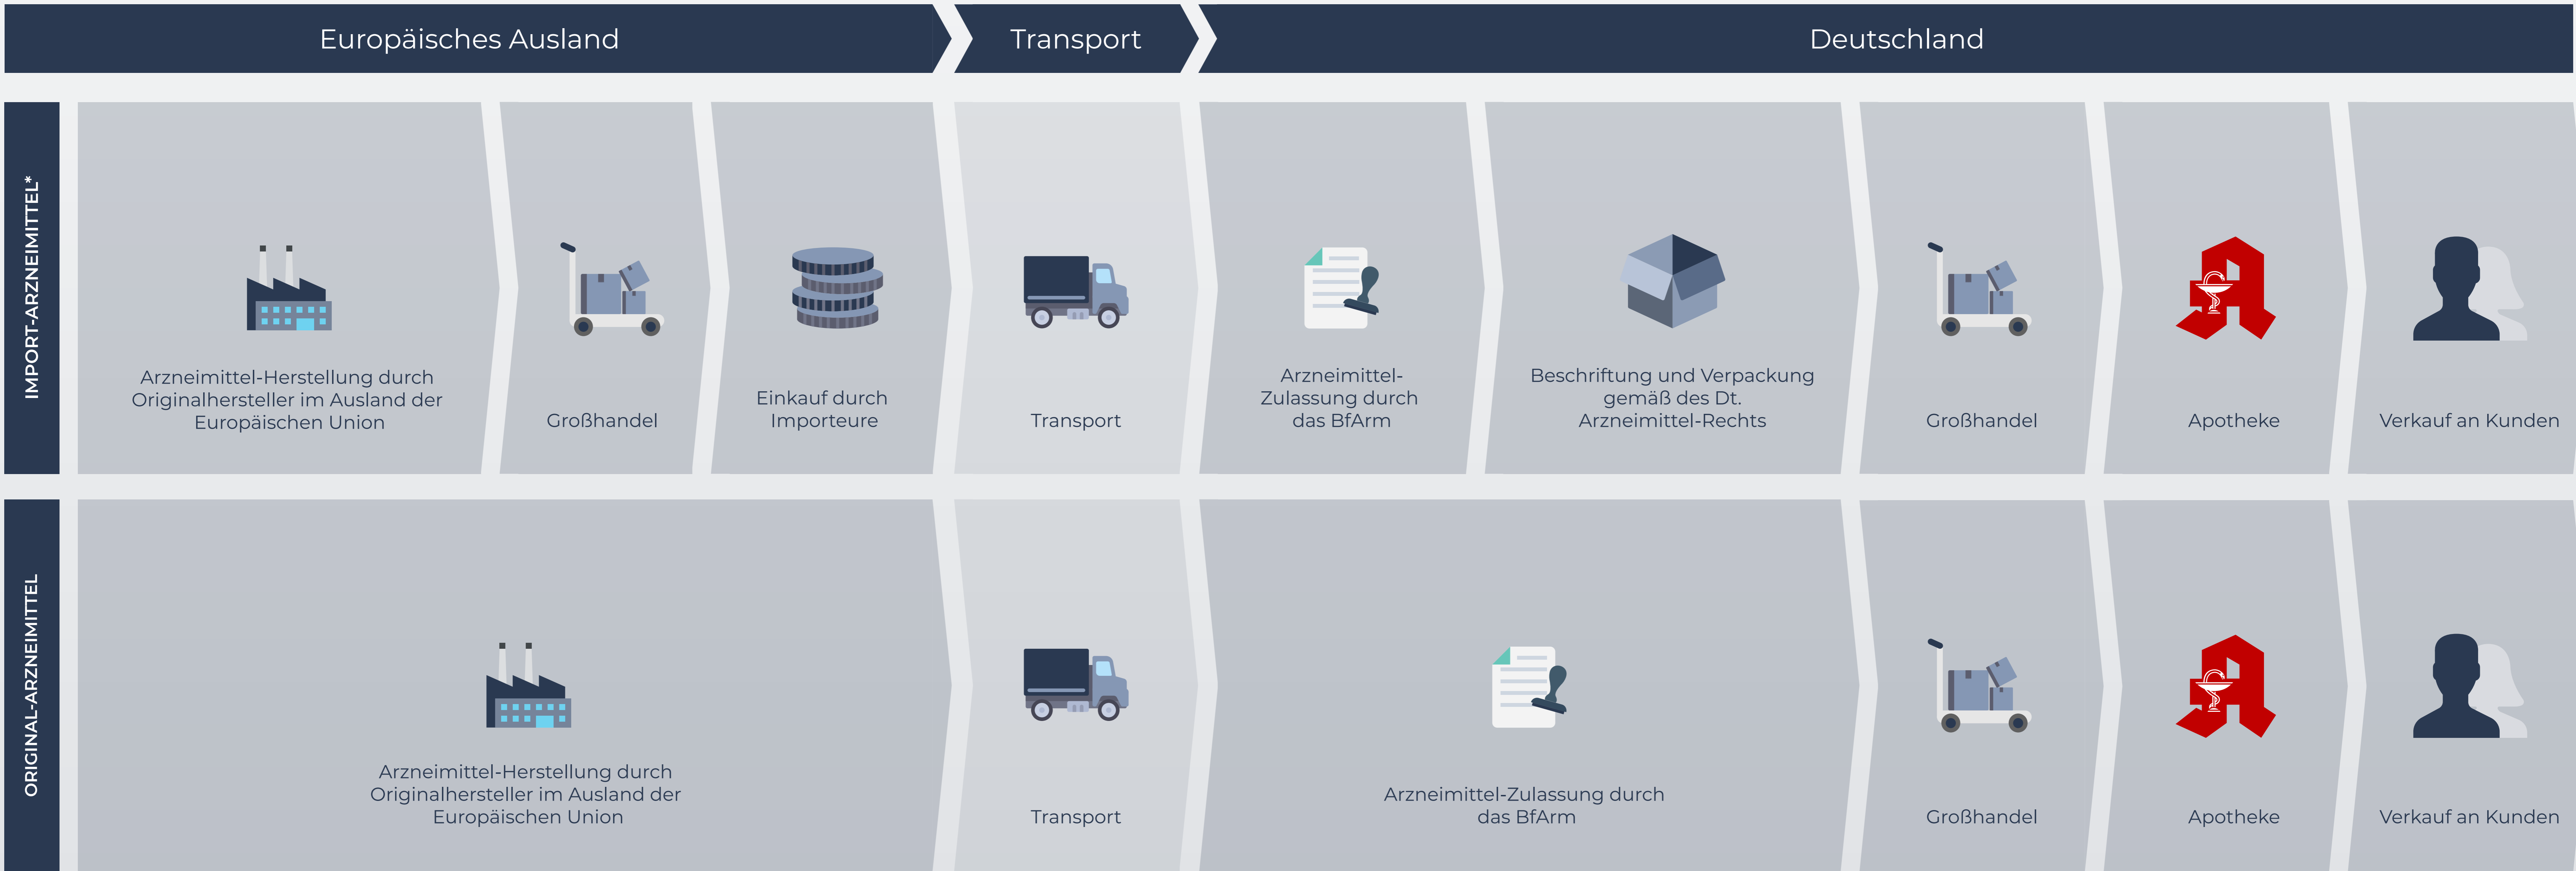 Europäisches Ausland
Transport
Deutschland
IMPORT-ARZNEIMITTEL*
Arzneimittel-Herstellung durch
Originalhersteller im Ausland der
Europäischen Union
Großhandel
Einkauf durch
Importeure
Transport
Arzneimittel-
Zulassung durch
das BfArm
Beschriftung und Verpackung
gemäß des Dt.
Arzneimittel-Rechts
Großhandel
Apotheke
Verkauf an Kunden
ORIGINAL-ARZNEIMITTEL
Arzneimittel-Herstellung durch
Originalhersteller im Ausland der
Europäischen Union
Transport
Arzneimittel-Zulassung durch
das BfArm
Großhandel
Apotheke
Verkauf an Kunden